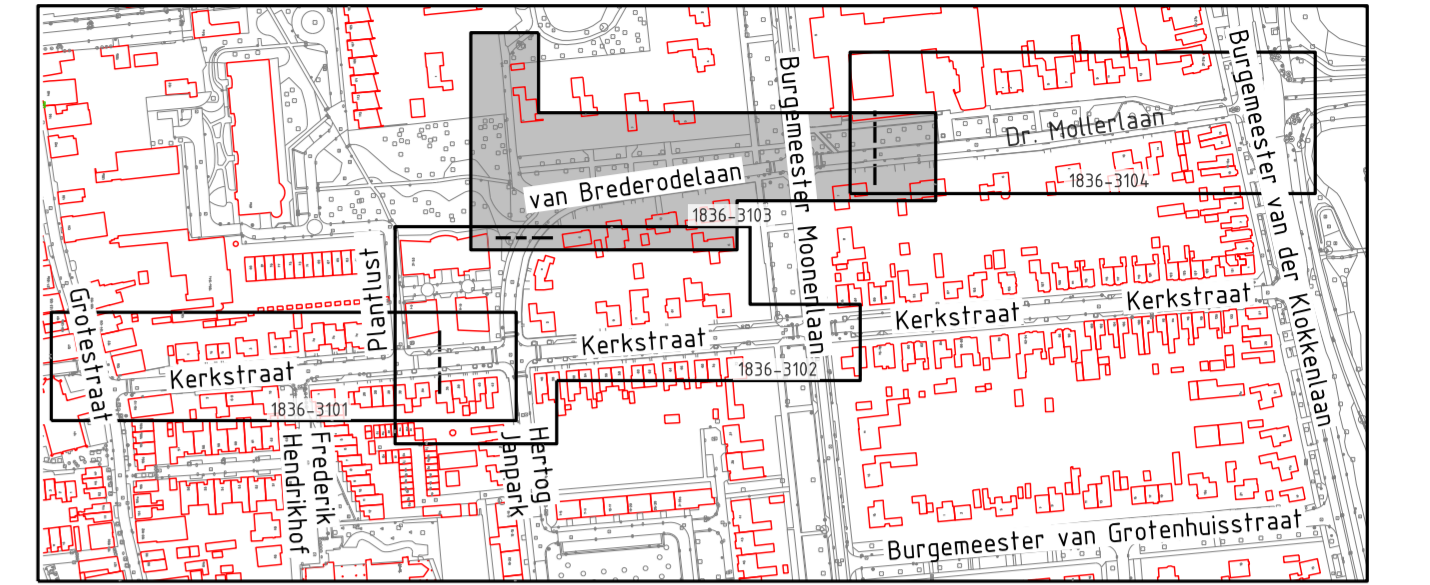 Burgemeester van der Klokkenlaan
Burgemeester Moonenlaan
Dr. Mollerlaan
van Brederodelaan
1836-3104
1836-3103
Planthust
Grotestraat
Kerkstraat
Kerkstraat
Kerkstraat
Kerkstraat
1836-3102
1836-3101
Frederik
Hendrikhof
Hertog
Janpark
Burgemeester van Grotenhuisstraat